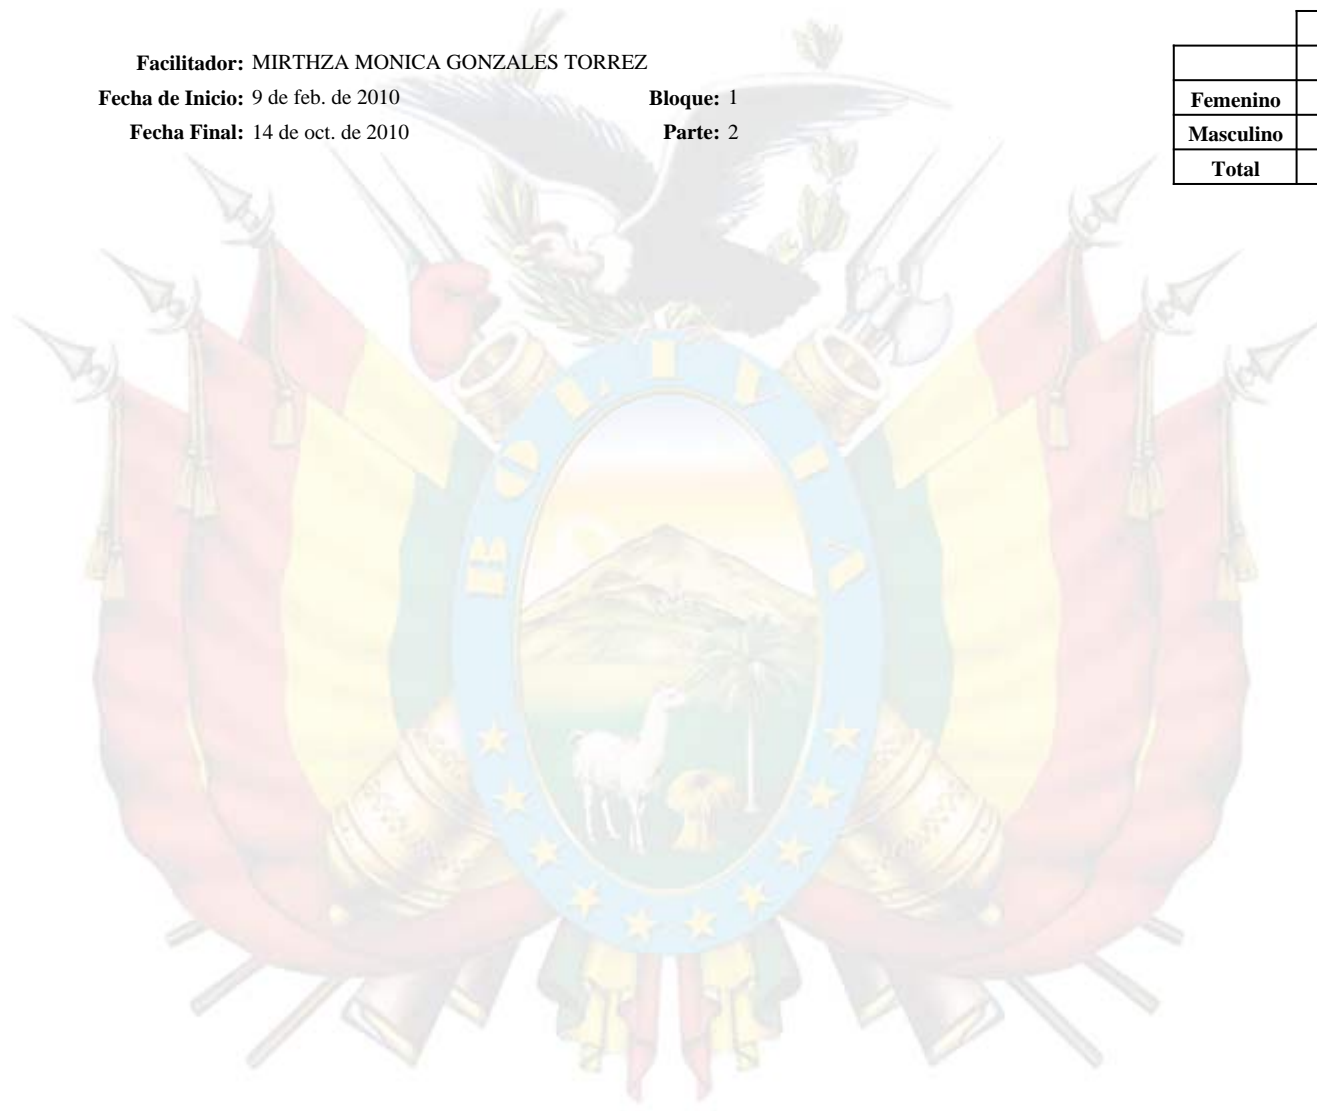 Facilitador: MIRTHZA MONICA GONZALES TORREZ
Fecha de Inicio: 9 de feb. de 2010 Bloque: 1
Fecha Final: 14 de oct. de 2010 Parte: 2
Femenino
Masculino
Total
BOLIVIA